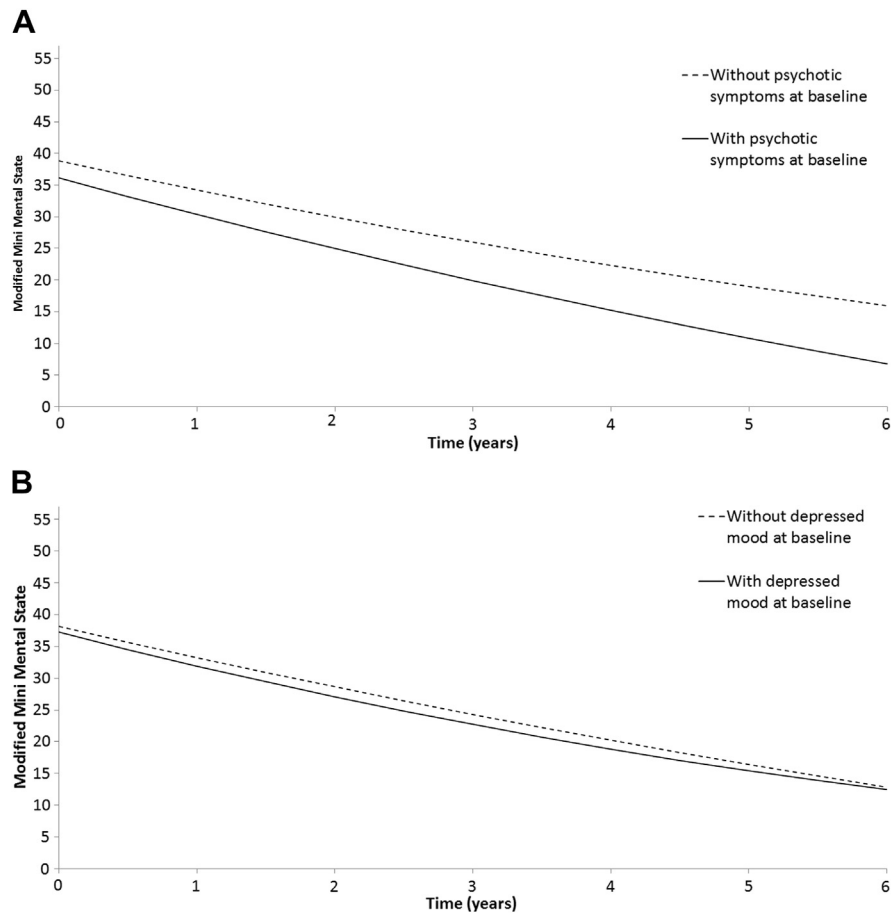 A
55
50
45
40
35
30
25
20
15
10
5
0
Modified Mini Mental State
Without psychotic
symptoms at baseline
With psychotic
symptoms at baseline
0 1 2 3 4 5 6
Time (years)
B
55
50
45
40
35
30
25
20
15
10
5
0
Modified Mini Mental State
Without depressed
mood at baseline
With depressed
mood at baseline
0 1 2 3 4 5 6
Time (years)